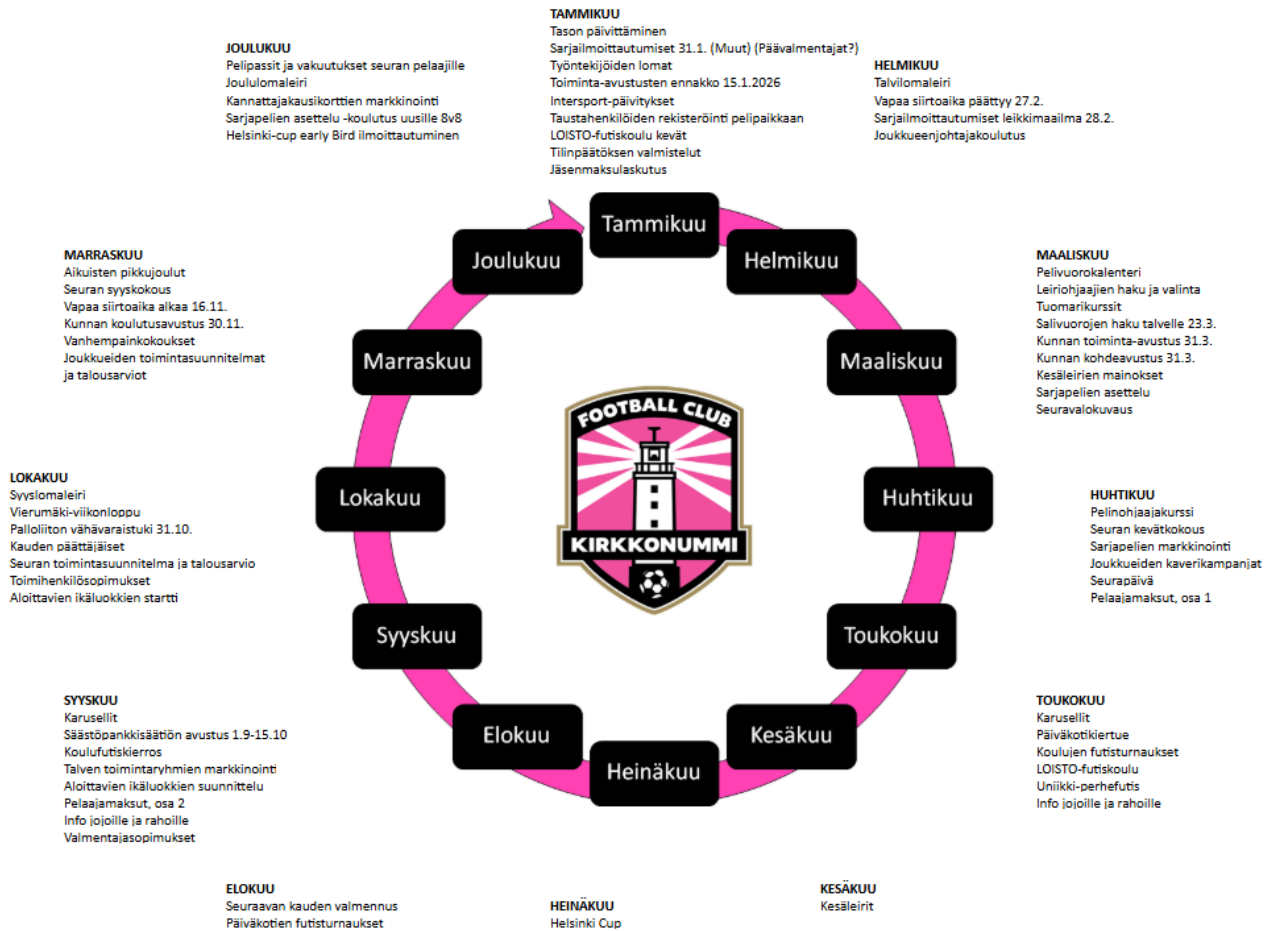 TAMMIKUU
Tason päivittäminen
Sarjailmoittautumiset 31.1. (Muut) (Päävalmentajat?)
Työntekijöiden lomat
Toiminta-avustusten ennakko 15.1.2026
Intersport-päivitykset
Taustahenkilöiden rekisteröinti pelipaikkaan
LOISTO-futiskoulu kevät
Tilinpäätöksen valmistelut
Jäsenmaksulaskutus
HELMIKUU
Talvilomaleiri
Vapaa siirtoaika päättyy 27.2.
Sarjailmoittautumiset leikkimaailma 28.2.
Joukkueenjohtajakoulutus
MAALISKUU
Pelivuorokalenteri
Leiriohjaajien haku ja valinta
Tuomarikurssit
Salivuorojen haku talvelle 23.3.
Kunnan toiminta-avustus 31.3.
Kunnan kohdeavustus 31.3.
Kesäleirien mainokset
Sarjapelien asettelu
Seuravalokuvaus
HUHTIKUU
Pelinohjaajakurssi
Seuran kevätkokous
Sarjapelien markkinointi
Joukkueiden kaverikampanjat
Seurapäivä
Pelaajamaksut, osa 1
TOUKOKUU
Karusellit
Päiväkotikiertue
Koulujen futisturnaukset
LOISTO-futiskoulu
Uniikki-perhefutis
Info jojoille ja rahoille
KESÄKUU
Kesäleirit
HEINÄKUU
Helsinki Cup
ELOKUU
Seuraavan kauden valmennus
Päiväkotien futisturnaukset
SYYSKUU
Karusellit
Säästöpankkisäätiön avustus 1.9-15.10
Koulufutiskierros
Talven toimintaryhmien markkinointi
Aloittavien ikäluokkien suunnittelu
Pelaajamaksut, osa 2
Info jojoille ja rahoille
Valmentajasopimukset
LOKAKUU
Syyslomaleiri
Vierumäki-viikonloppu
Palloliiton vähävaraistuki 31.10.
Kauden päättäjäiset
Seuran toimintasuunnitelma ja talousarvio
Toimihenkilösopimukset
Aloittavien ikäluokkien startti
MARRASKUU
Aikuisten pikkujoulut
Seuran syyskokous
Vapaa siirtoaika alkaa 16.11.
Kunnan koulutusavustus 30.11.
Vanhempainkokoukset
Joukkueiden toimintasuunnitelmat
ja talousarviot
JOULUKUU
Pelipassit ja vakuutukset seuran pelaajille
Joululomaleiri
Kannattajakausikorttien markkinointi
Sarjapelien asettelu -koulutus uusille 8v8
Helsinki-cup early Bird ilmoittautuminen
Tammikuu
Helmikuu
Maaliskuu
Huhtikuu
Toukokuu
Kesäkuu
Heinäkuu
Elokuu
Syyskuu
Lokakuu
Marraskuu
Joulukuu
FOOTBALL CLUB
KIRKKONUMMI